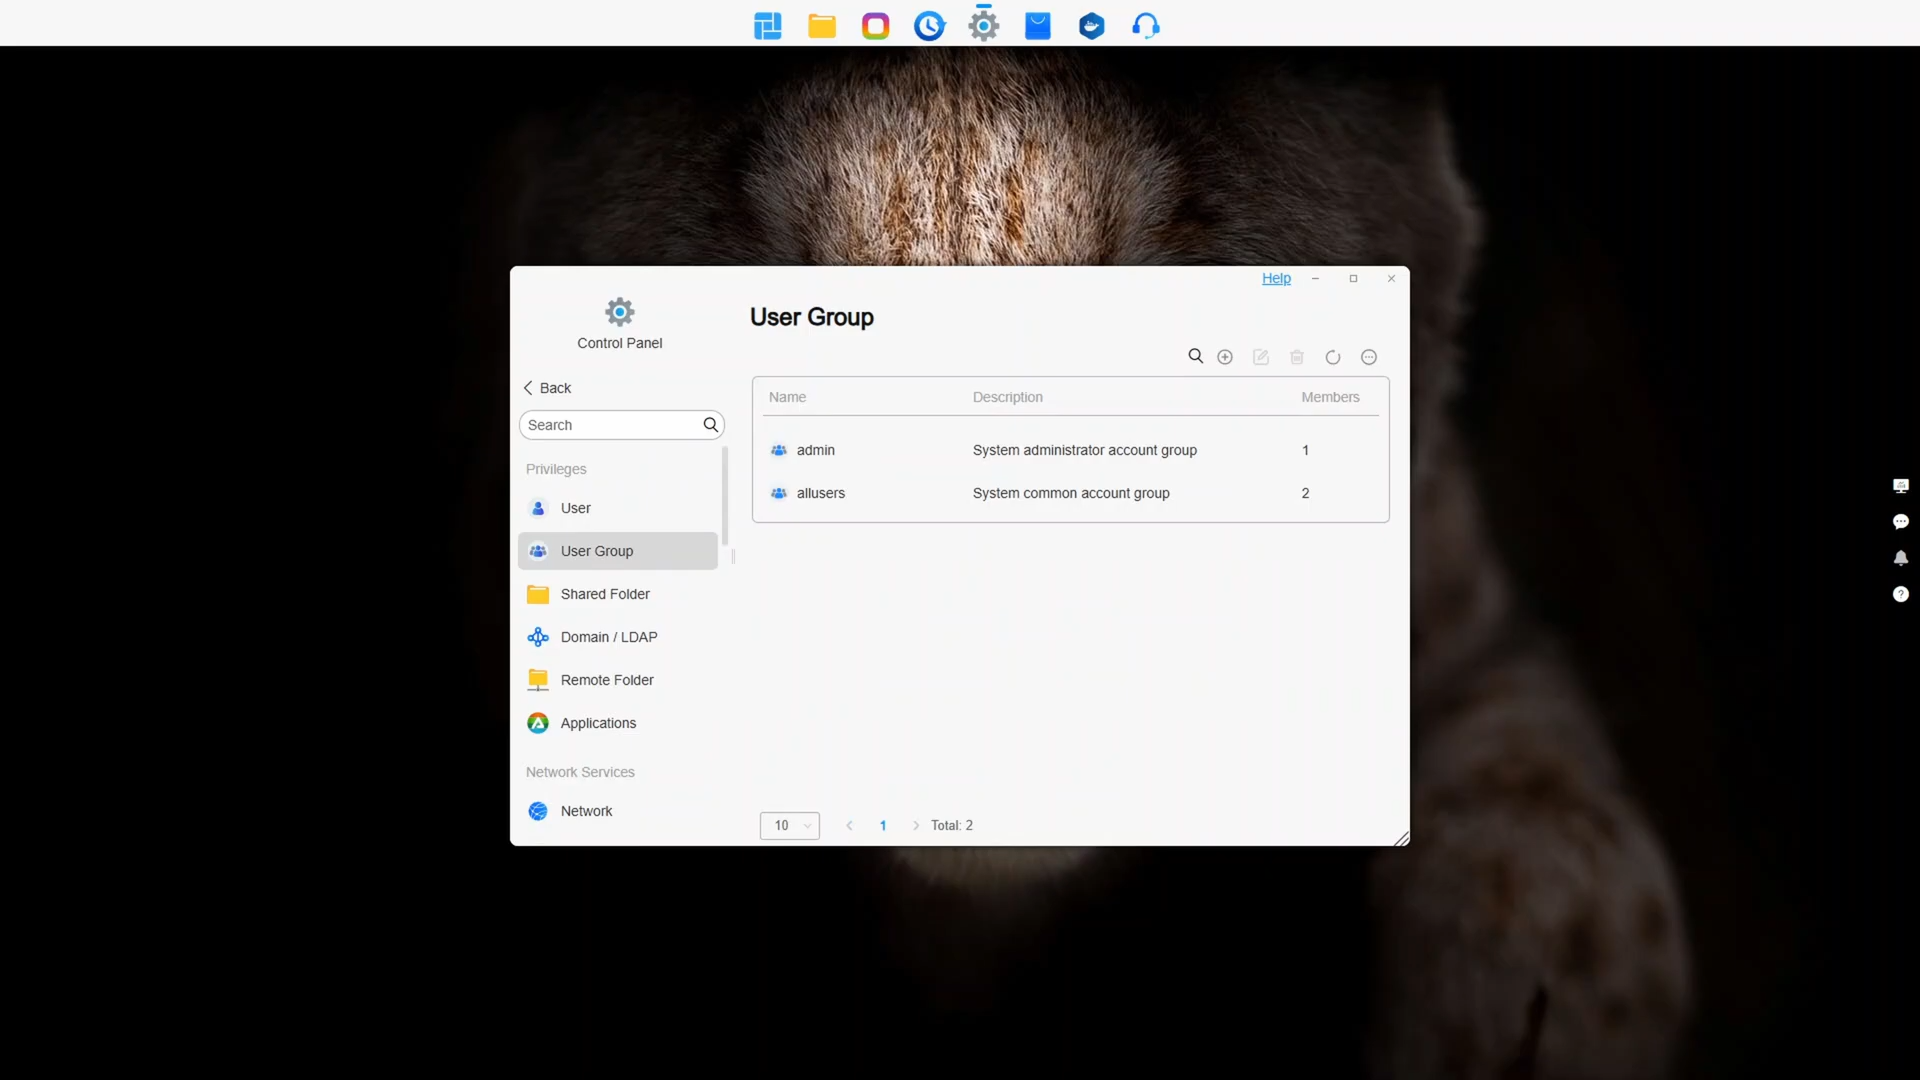 Help
Control Panel
User Group
Back
Search
Name Description Members
admin System administrator account group 1
allusers System common account group 2
Privileges
User
User Group
Shared Folder
Domain / LDAP
Remote Folder
Applications
Network Services
Network
10 1 Total: 2